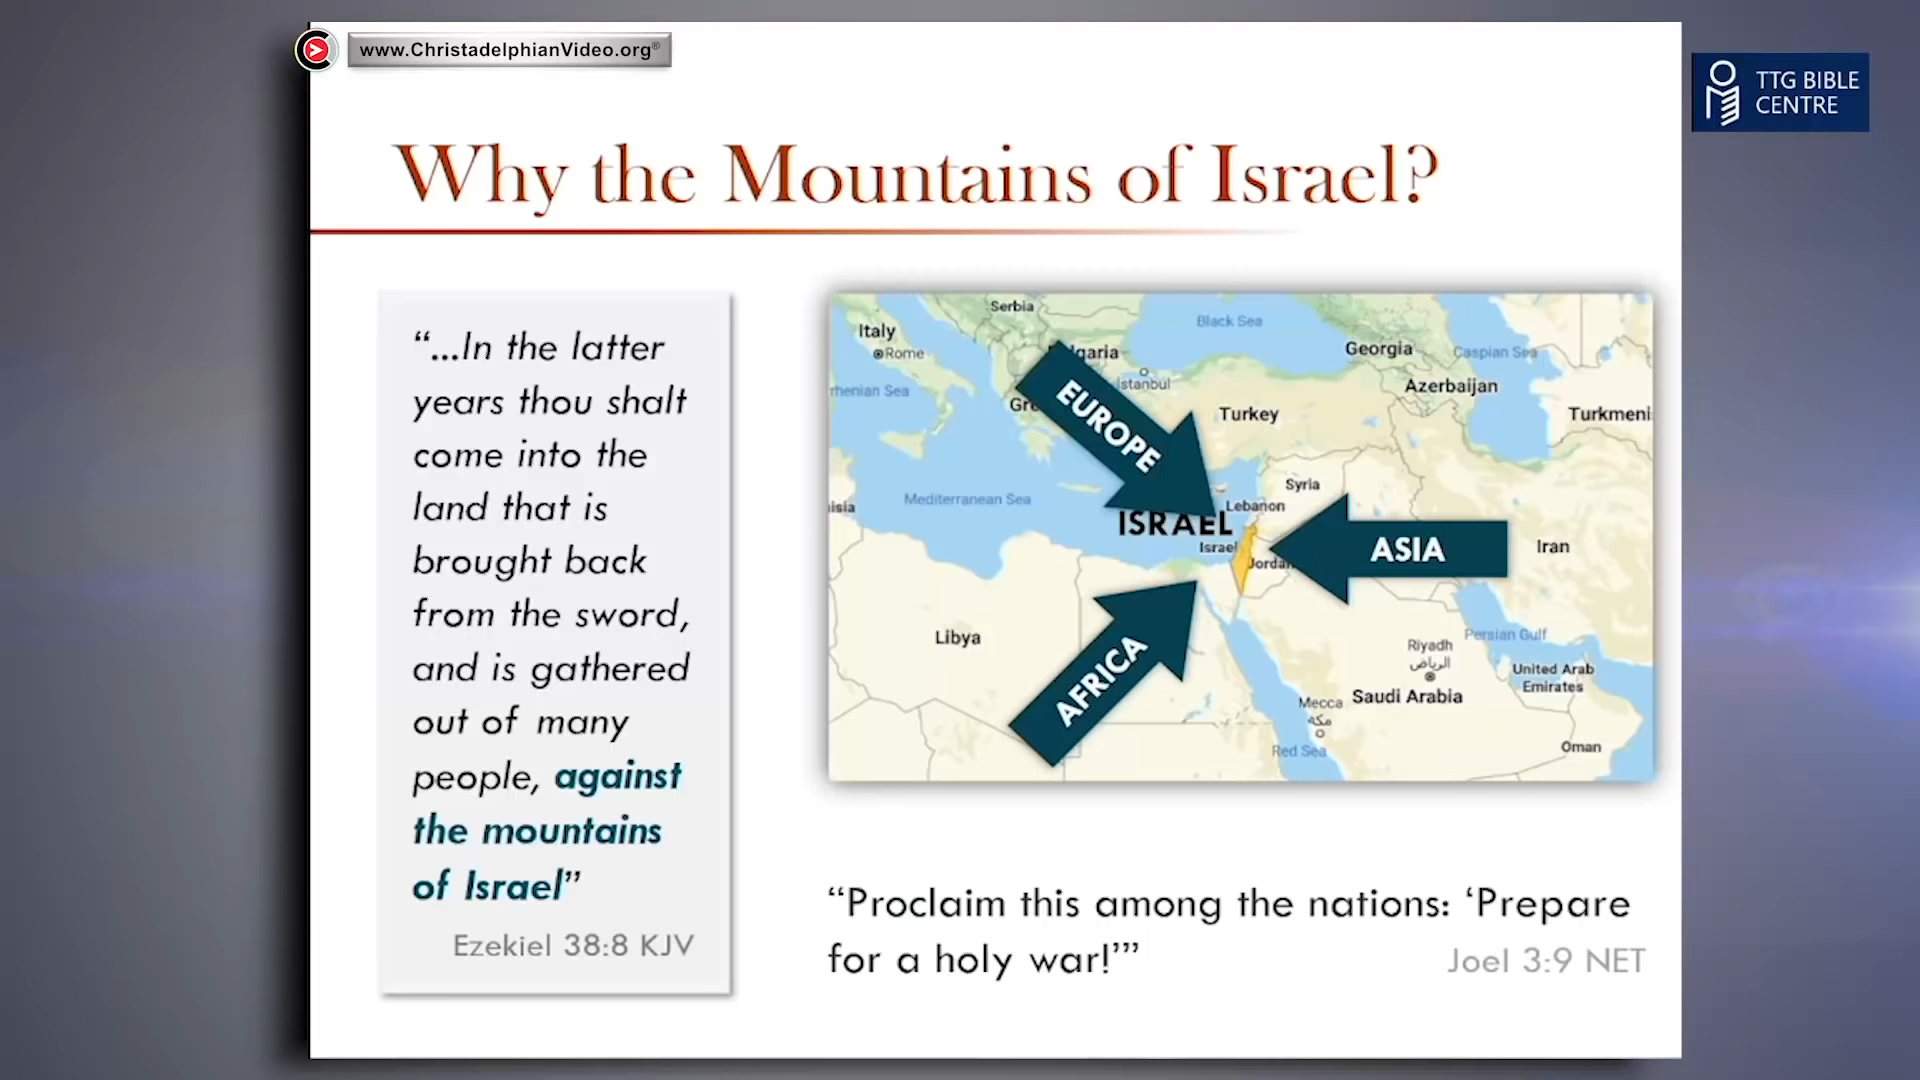 www.ChristadelphianVideo.org®
TTG BIBLE
CENTRE
Why the Mountains of Israel?
“...In the latter
years thou shalt
come into the
land that is
brought back
from the sword,
and is gathered
out of many
people, against
the mountains
of Israel”
Ezekiel 38:8 KJV
Serbia
Black Sea
Italy
Rome
Georgia
Caspian Sea
Azerbaijan
Turkey
Turkmeni
EUROPE
Syria
Mediterranean Sea
Lebanon
ISRAEL
Israel
ASIA
Iran
Libya
AFRICA
Persian Gulf
Riyadh
الرياض
United Arab
Emirates
Saudi Arabia
Mecca
مكة
Red Sea
Oman
“Proclaim this among the nations: ‘Prepare
for a holy war!’”
Joel 3:9 NET